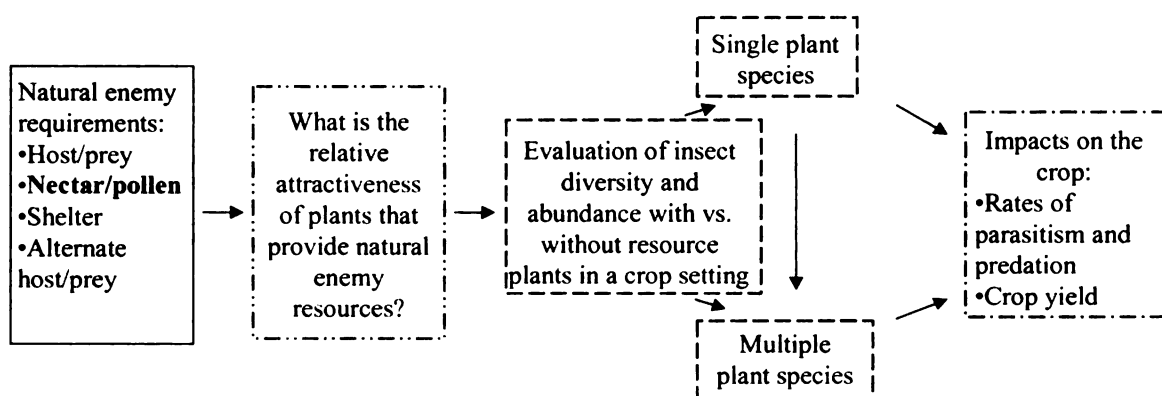 Natural enemy
requirements:
•Host/prey
•Nectar/pollen
•Shelter
•Alternate
host/prey
What is the
relative
attractiveness
of plants that
provide natural
enemy
resources?
Evaluation of insect
diversity and
abundance with vs.
without resource
plants in a crop setting
Single plant
species
Multiple
plant species
Impacts on the
crop:
•Rates of
parasitism and
predation
•Crop yield